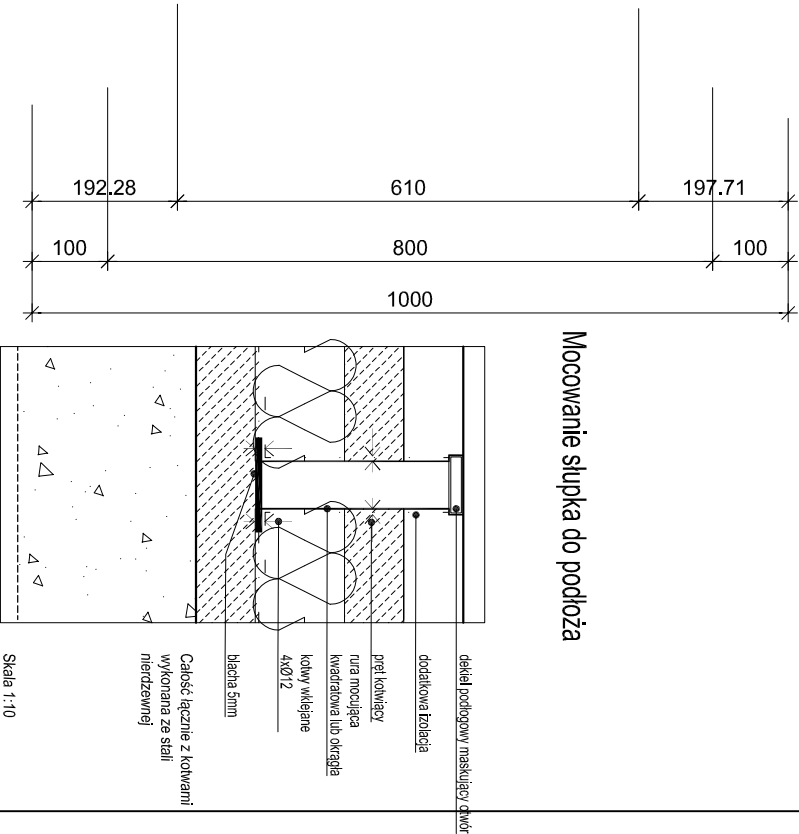 192.28
610
197.71
100
800
100
1000
Mocowanie słupka do podłoża
dekiel podłogowy maskujący otwór
dodatkowa izolacja
pręt kotwiący
rura mocująca
kwadratowa lub okrągła
kotwy wklejane
4xØ12
blacha 5mm
Całość łącznie z kotwami
wykonana ze stali
nierdzewnej
Skala 1:10